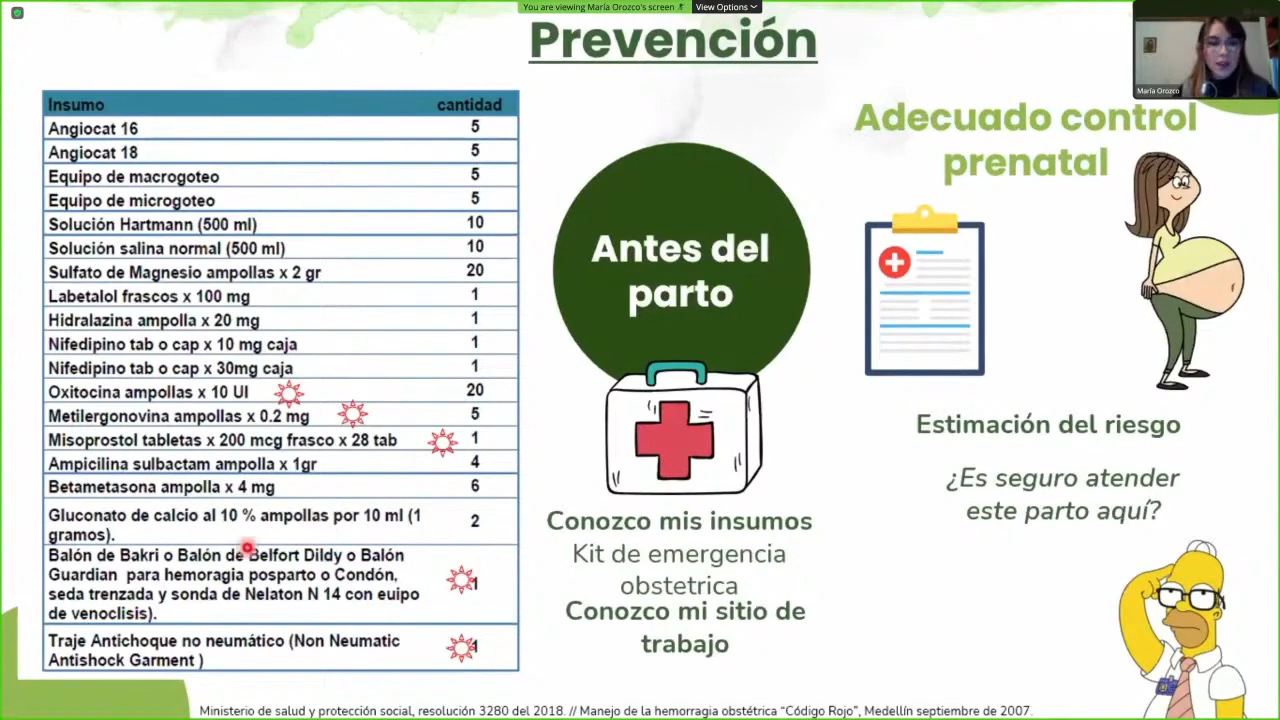 You are viewing María Orozco's screen
View Options
Prevención
María Orozco
Insumo cantidad
Angiocat 16 5
Angiocat 18 5
Equipo de macrogoteo 5
Equipo de microgoteo 5
Solución Hartmann (500 ml) 10
Solución salina normal (500 ml) 10
Sulfato de Magnesio ampollas x 2 gr 20
Labetalol frascos x 100 mg 1
Hidralazina ampolla x 20 mg 1
Nifedipino tab o cap x 10 mg caja 1
Nifedipino tab o cap x 30mg caja 1
Oxitocina ampollas x 10 UI 20
Metilergonovina ampollas x 0.2 mg 5
Misoprostol tabletas x 200 mcg frasco x 28 tab 1
Ampicilina sulbactam ampolla x 1gr 4
Betametasona ampolla x 4 mg 6
Gluconato de calcio al 10 % ampollas por 10 ml (1 2
gramos).
Balón de Bakri o Balón de Belfort Dildy o Balón
Guardian para hemoragia posparto o Condón, 1
seda trenzada y sonda de Nelaton N 14 con euipo
de venoclisis).
Traje Antichoque no neumático (Non Neumatic 1
Antishock Garment )
Antes del
parto
Conozco mis insumos
Kit de emergencia
obstetrica
Conozco mi sitio de
trabajo
Adecuado control
prenatal
Estimación del riesgo
¿Es seguro atender
este parto aquí?
Ministerio de salud y protección social, resolución 3280 del 2018. // Manejo de la hemorragia obstétrica “Código Rojo”, Medellín septiembre de 2007.